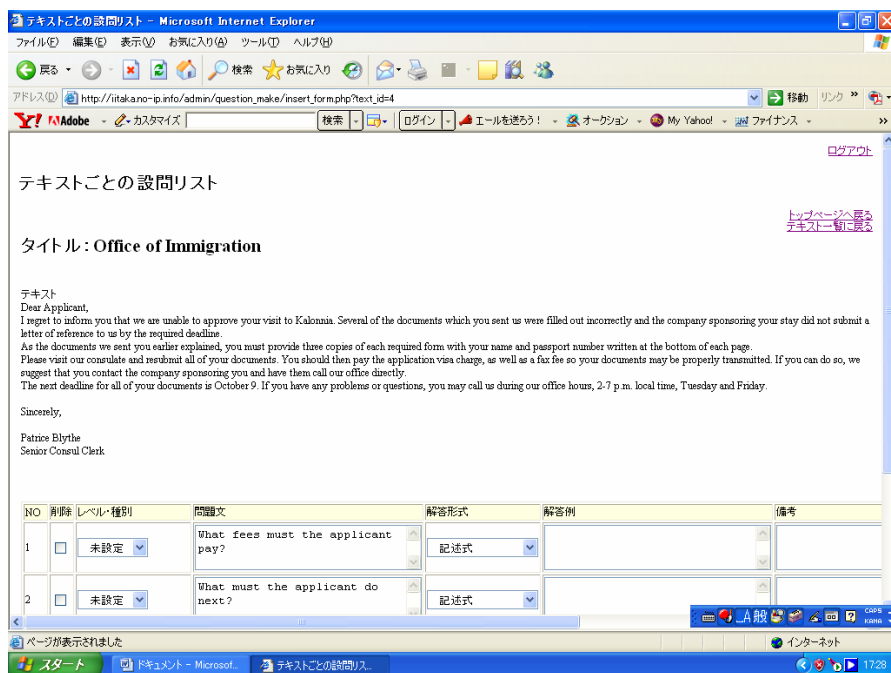 テキストごとの設問リスト - Microsoft Internet Explorer
ファイル(F) 編集(E) 表示(V) お気に入り(A) ツール(T) ヘルプ(H)
戻る 検索 お気に入り
アドレス(D) http://iitaka.no-ip.info/admin/question_make/insert_form.php?text_id=4 移動 リンク »
Y! Adobe カスタマイズ 検索 ログイン エールを送ろう! オークション My Yahoo! ファイナンス »
ログアウト
テキストごとの設問リスト
トップページへ戻る
テキスト一覧に戻る
タイトル : Office of Immigration
テキスト
Dear Applicant,
I regret to inform you that we are unable to approve your visit to Kalonnia. Several of the documents which you sent us were filled out incorrectly and the company sponsoring your stay did not submit a
letter of reference to us by the required deadline.
As the documents we sent you earlier explained, you must provide three copies of each required form with your name and passport number written at the bottom of each page.
Please visit our consulate and resubmit all of your documents. You should then pay the application visa charge, as well as a fax fee so your documents may be properly transmitted. If you can do so, we
suggest that you contact the company sponsoring you and have them call our office directly.
The next deadline for all of your documents is October 9. If you have any problems or questions, you may call us during our office hours, 2-7 p.m. local time, Tuesday and Friday.
Sincerely,
Patrice Blythe
Senior Consul Clerk
NO 削除 レベル・種別 問題文 解答形式 解答例 備考
1 未設定 What fees must the applicant 記述式
pay?
2 未設定 What must the applicant do 記述式
next?
A 般 CAPS
KANA
ページが表示されました インターネット
スタート ドキュメント - Microsof... テキストごとの設問リス... 17:28